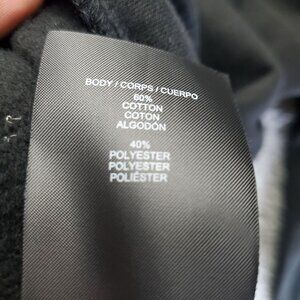 BODY / CORPS / CUERPO
60%
COTTON
COTON
ALGODÓN
40%
POLYESTER
POLYESTER
POLIÉSTER